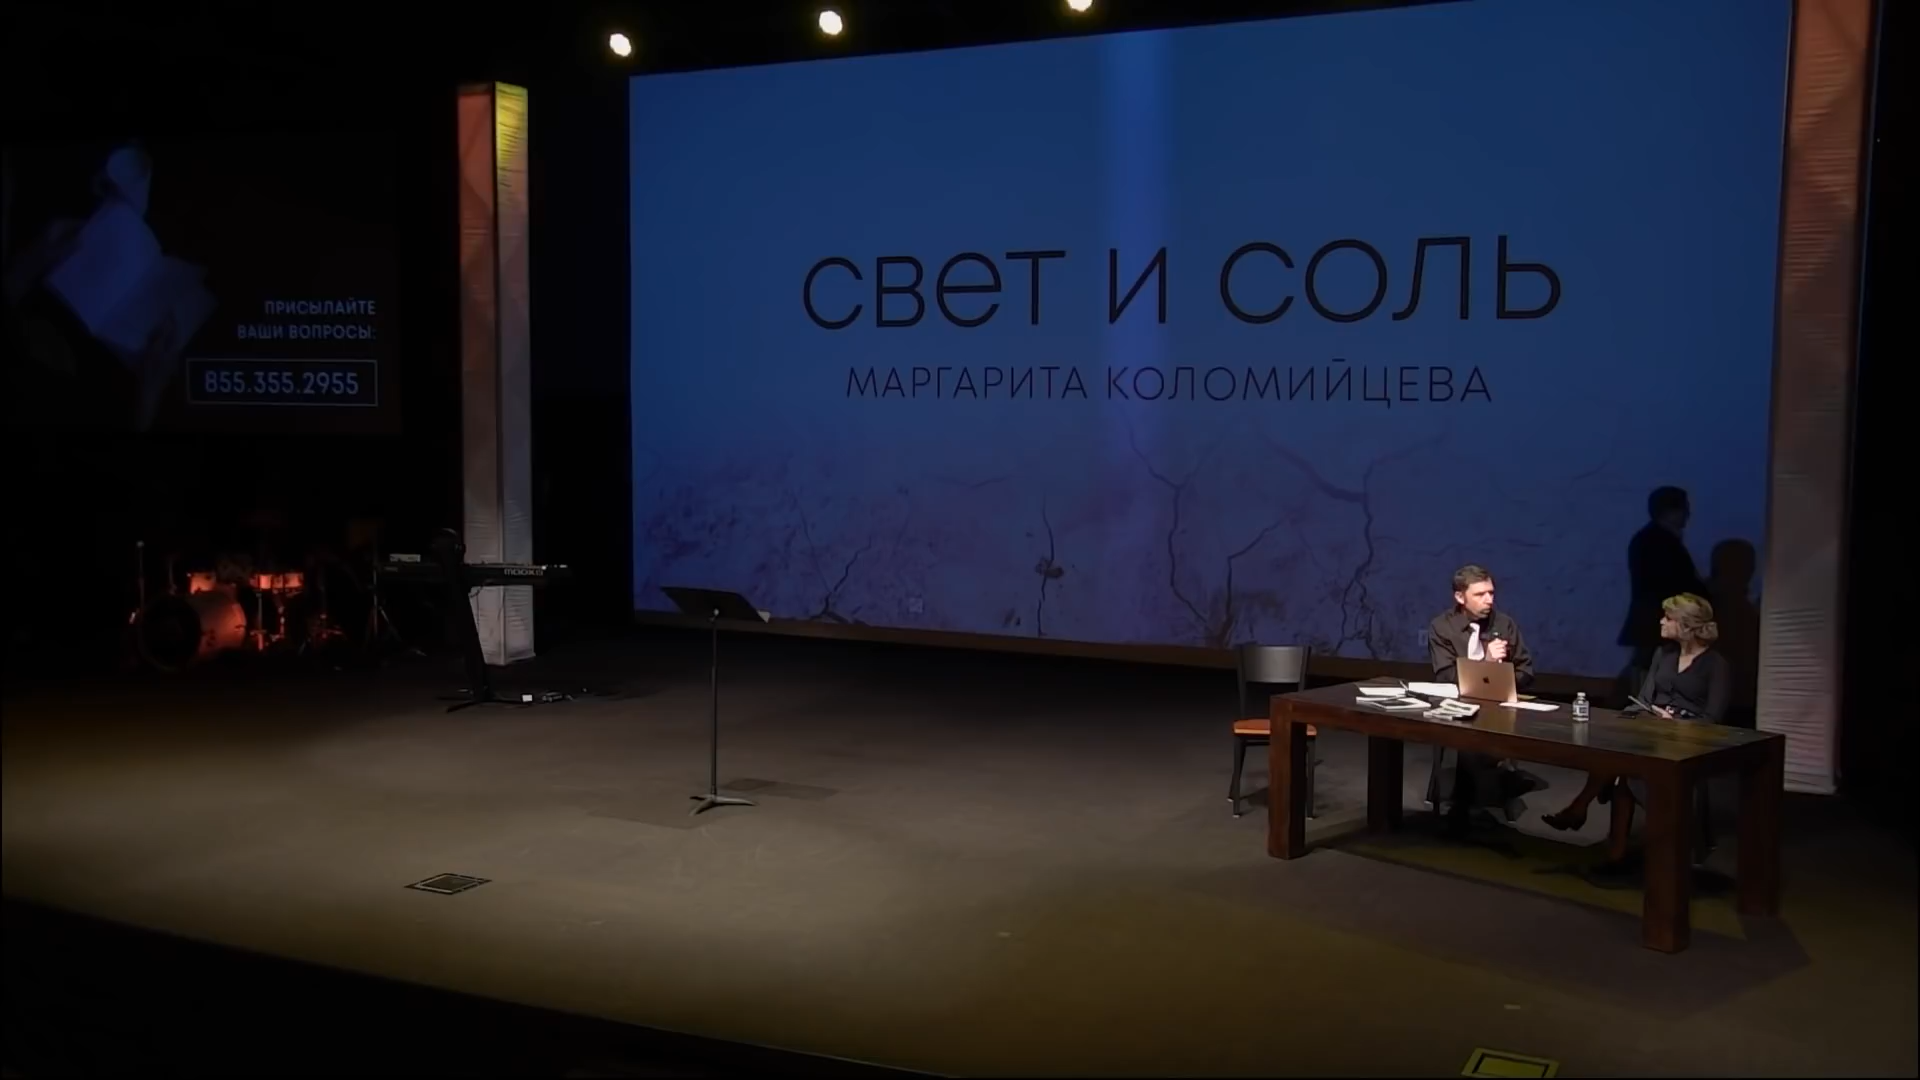 свет и соль
МАРГАРИТА КОЛОМИЙЦЕВА
ПРИСЫЛАЙТЕ
ВАШИ ВОПРОСЫ:
855.355.2955